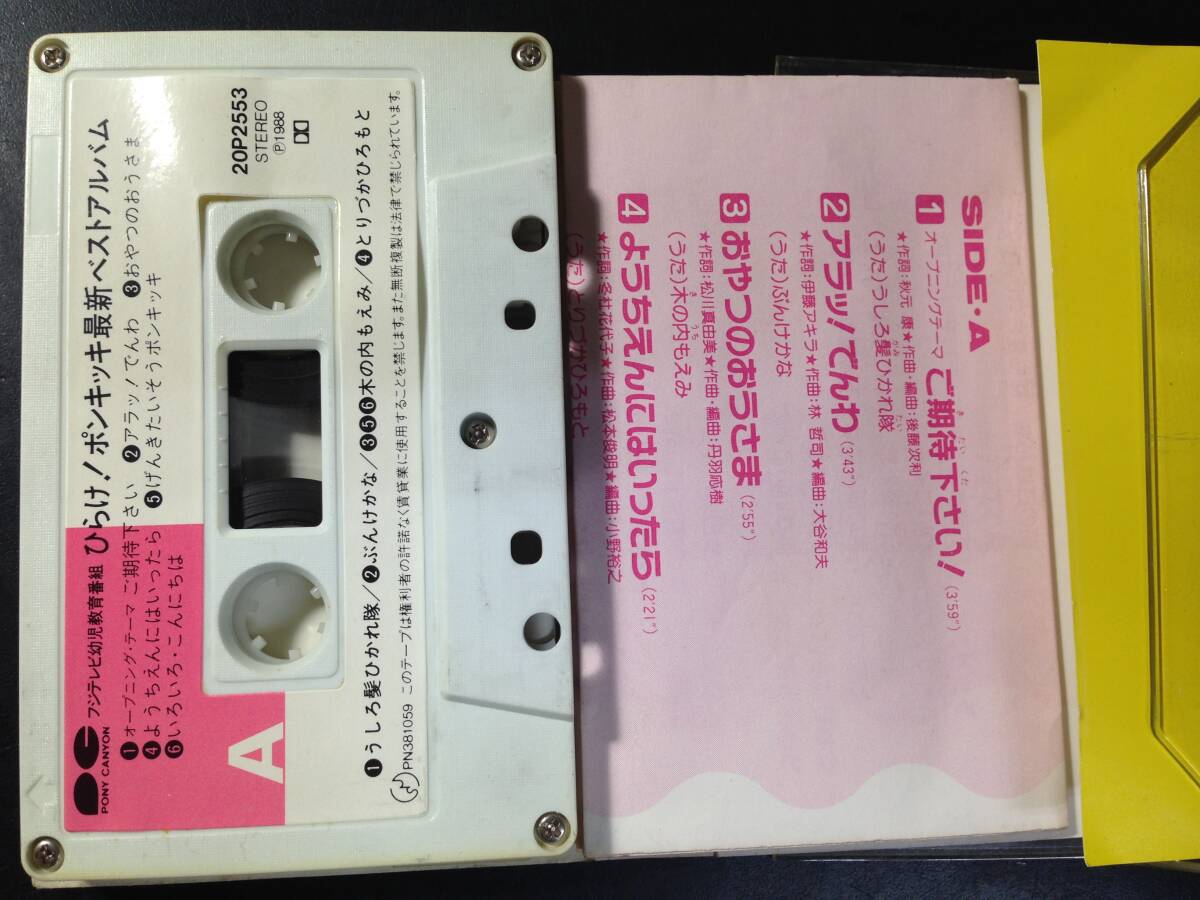 PONY CANYON
フジテレビ幼児教育番組 ひらけ!ポンキッキ最新ベストアルバム
❶オープニング・テーマ ご期待下さい ❷アラッ!でんわ ❸おやつのおうさま
❹ようちえんにはいったら ❺げんきたいそうポンキッキ
❻いろいろ・こんにちは
20P2553
STEREO
Ⓟ1988
A
❶うしろ髪ひかれ隊/❷ぶんけかな/❸❺❻木の内もえみ/❹とりづかひろもと
PN381059 このテープは権利者の許諾なく賃貸業に使用することを禁じます。また無断複製は法律で禁じられています。
SIDE・A
1 オープニングテーマ ご期待下さい! (3'59")
き たい くだ
★作詞:秋元 康★作曲・編曲:後藤次利
(うた)うしろ髪ひかれ隊
がみ たい
2 アラッ!でんわ (3'43")
★作詞:伊藤アキラ★作曲:林 哲司★編曲:大谷和夫
(うた)ぶんけかな
3 おやつのおうさま (2'55")
★作詞:松川真由美★作曲・編曲:丹羽応樹
(うた)木の内もえみ
き うち
4 ようちえんにはいったら (2'21")
★作詞:冬杜花代子★作曲:松本俊明★編曲:小野裕之
(うた)とりづかひろもと